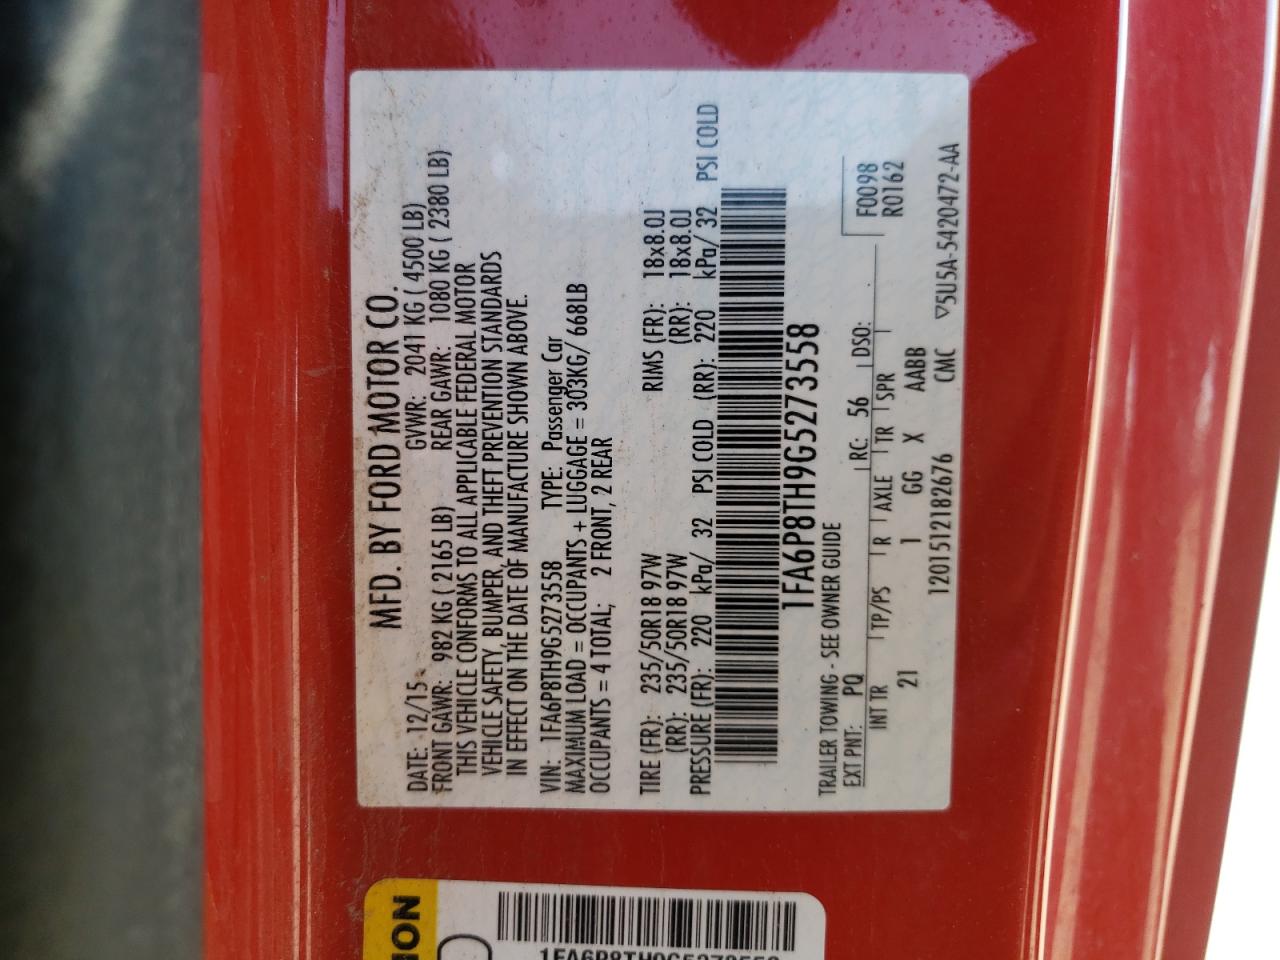 MFD. BY FORD MOTOR CO.
DATE: 12/15 GVWR: 2041 KG ( 4500 LB)
FRONT GAWR: 982 KG ( 2165 LB) REAR GAWR: 1080 KG ( 2380 LB)
THIS VEHICLE CONFORMS TO ALL APPLICABLE FEDERAL MOTOR
VEHICLE SAFETY, BUMPER, AND THEFT PREVENTION STANDARDS
IN EFFECT ON THE DATE OF MANUFACTURE SHOWN ABOVE.
VIN: 1FA6P8TH9G5273558 TYPE: Passenger Car
MAXIMUM LOAD = OCCUPANTS + LUGGAGE = 303KG/ 668LB
OCCUPANTS = 4 TOTAL; 2 FRONT, 2 REAR
TIRE (FR): 235/50R18 97W RIMS (FR): 18x8.0J
(RR): 235/50R18 97W (RR): 18x8.0J
PRESSURE (FR): 220 kPa/ 32 PSI COLD (RR): 220 kPa/ 32 PSI COLD
1FA6P8TH9G5273558
TRAILER TOWING - SEE OWNER GUIDE
EXT PNT: PQ RC: 56 DSO: F0098
R0162
INT TR TP/PS R AXLE TR SPR
21 1 GG X AABB
12015121 82676 CMC ▽5U5A-5420472-AA
ION
1FA6P8TH9G5273558